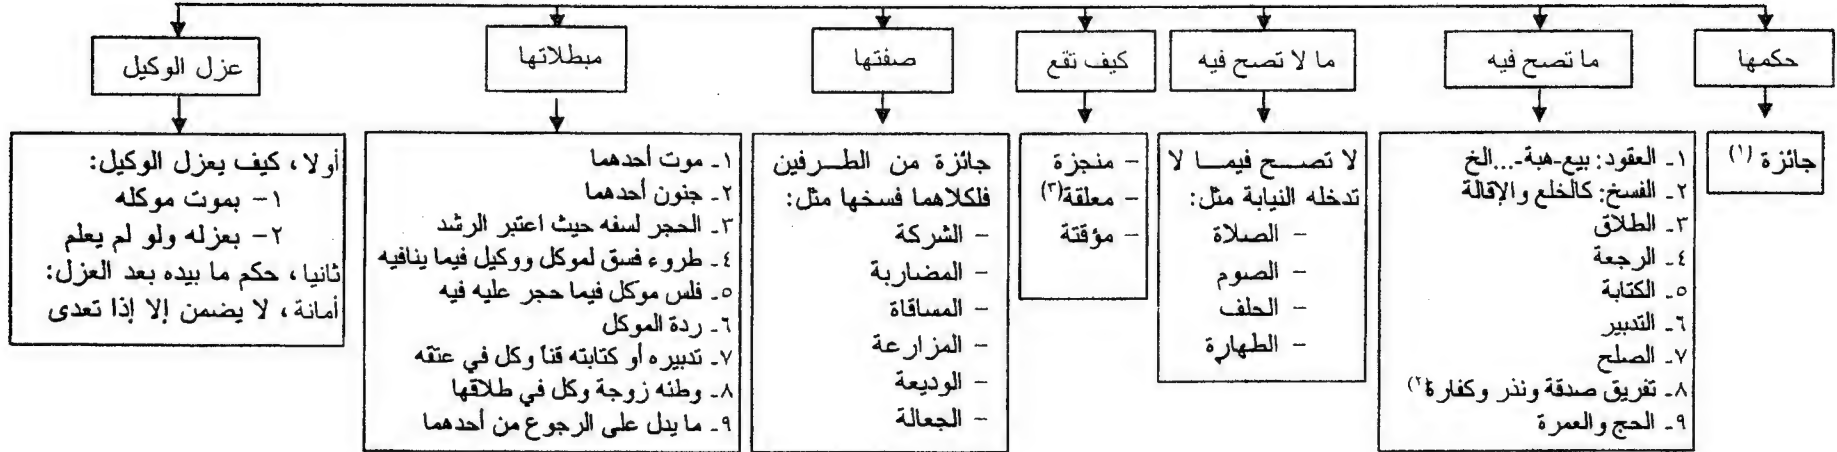 حكمها
جائزة (١)
ما تصح فيه
١- العقود: بيع-هبة-...الخ
٢- الفسخ: كالخلع والإقالة
٣- الطلاق
٤- الرجعة
٥- الكتابة
٦- التدبير
٧- الصلح
٨- تفريق صدقة ونذر وكفارة(٢)
٩- الحج والعمرة
ما لا تصح فيه
لا تصح فيما لا
تدخله النيابة مثل:
- الصلاة
- الصوم
- الحلف
- الطهارة
كيف تقع
- منجزة
- معلقة(٣)
- مؤقتة
صفتها
جائزة من الطرفين
فلكلاهما فسخها مثل:
- الشركة
- المضاربة
- المساقاة
- المزارعة
- الوديعة
- الجعالة
مبطلاتها
١- موت أحدهما
٢- جنون أحدهما
٣- الحجر لسفه حيث اعتبر الرشد
٤- طروء فسق لموكل ووكيل فيما ينافيه
٥- فلس موكل فيما حجر عليه فيه
٦- ردة الموكل
٧- تدبيره أو كتابته قناً وكل في عتقه
٨- وطئه زوجة وكل في طلاقها
٩- ما يدل على الرجوع من أحدهما
عزل الوكيل
أولا، كيف يعزل الوكيل:
١- بموت موكله
٢- بعزله ولو لم يعلم
ثانيا، حكم ما بيده بعد العزل:
أمانة، لا يضمن إلا إذا تعدى